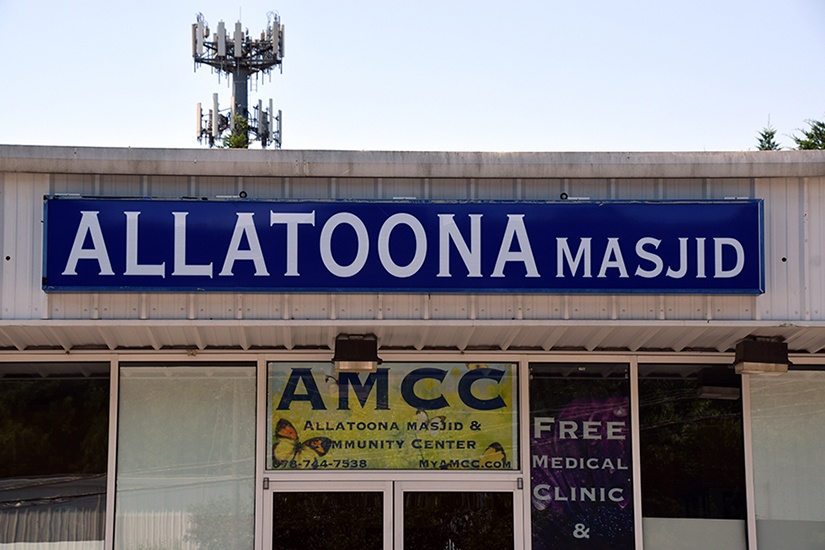 ALLATOONA MASJID
AMCC
ALLATOONA MASJID &
MMUNITY CENTER
678-744-7538 MYAMCC.COM
FREE
MEDICAL
CLINIC
&